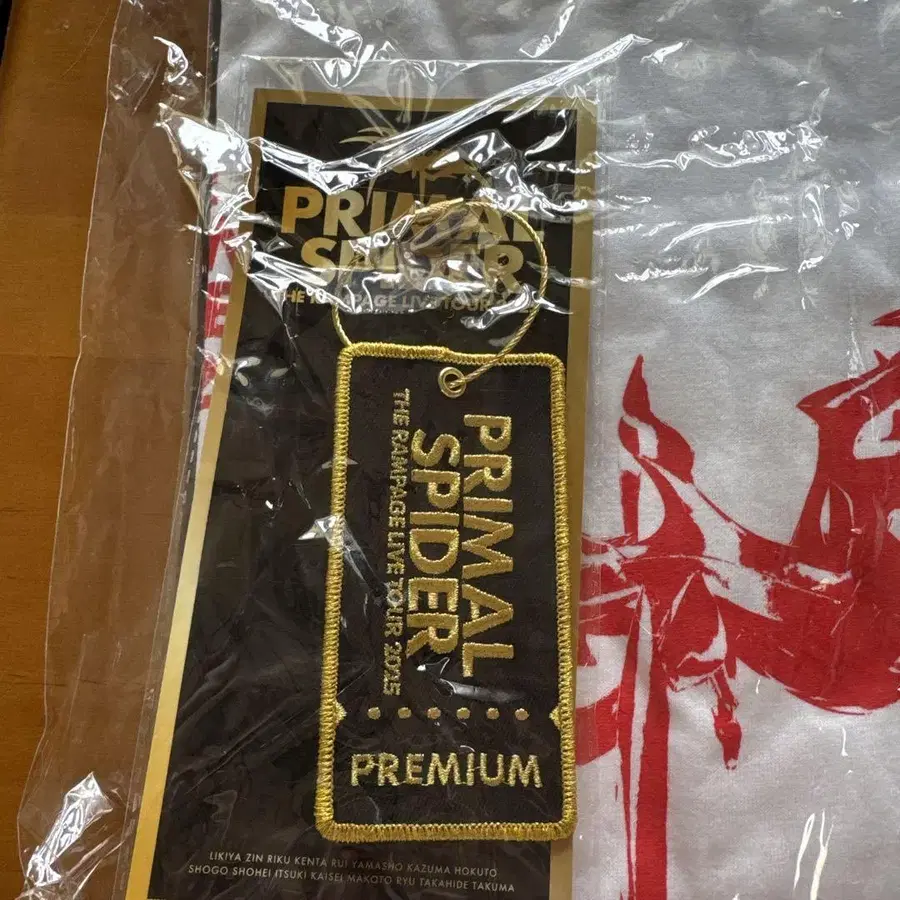 PRIMAL
SPIDER
THE RAMPAGE LIVE TOUR
PRIMAL
SPIDER
THE RAMPAGE LIVE TOUR 2025
PREMIUM
LIKIYA ZIN RIKU KENTA RUI YAMASHO KAZUMA HOKUTO
SHOGO SHOHEI ITSUKI KAISEI MAKOTO RYU TAKAHIDE TAKUMA